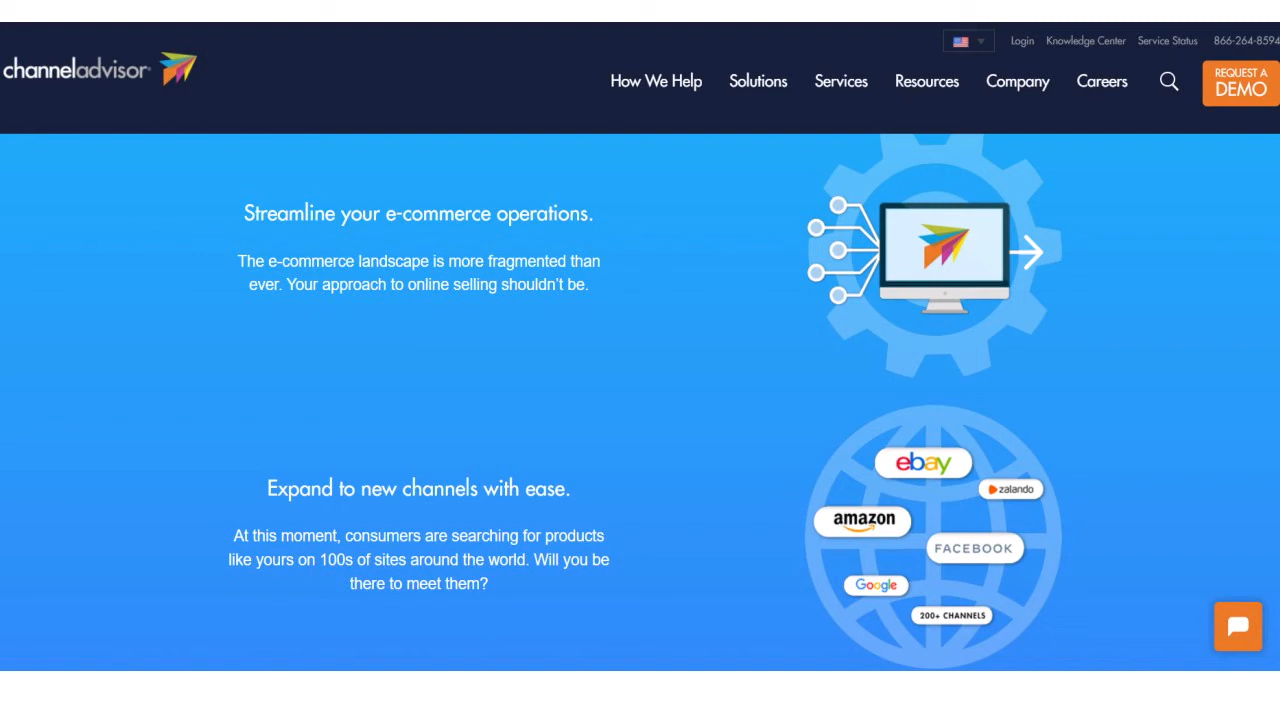 Login Knowledge Center Service Status 866-264-8594
channeladvisor
How We Help Solutions Services Resources Company Careers
REQUEST A
DEMO
Streamline your e-commerce operations.
The e-commerce landscape is more fragmented than
ever. Your approach to online selling shouldn't be.
Expand to new channels with ease.
At this moment, consumers are searching for products
like yours on 100s of sites around the world. Will you be
there to meet them?
ebay
zalando
amazon
FACEBOOK
Google
200+ CHANNELS